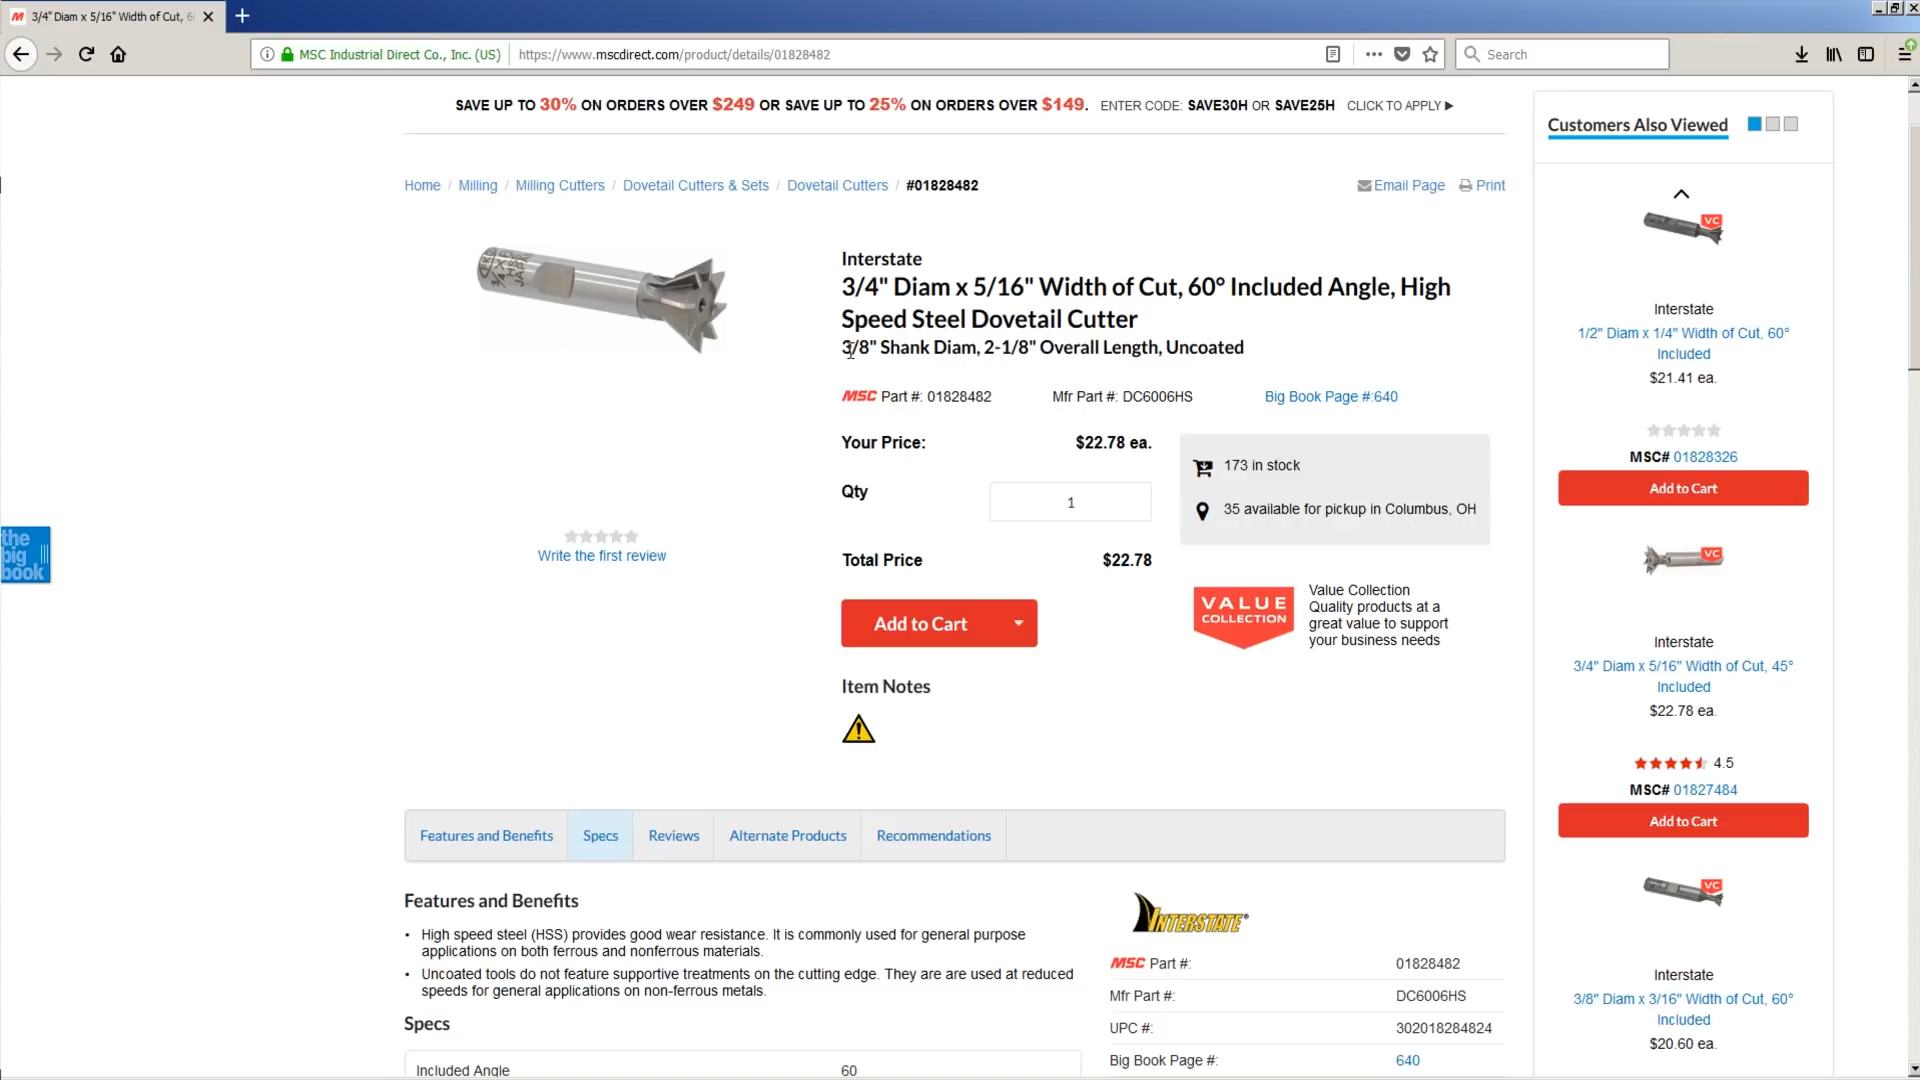 3/4" Diam x 5/16" Width of Cut, 6
MSC Industrial Direct Co., Inc. (US)
https://www.mscdirect.com/product/details/01828482
Search
SAVE UP TO 30% ON ORDERS OVER $249 OR SAVE UP TO 25% ON ORDERS OVER $149. ENTER CODE: SAVE30H OR SAVE25H CLICK TO APPLY
Home / Milling / Milling Cutters / Dovetail Cutters & Sets / Dovetail Cutters / #01828482
Email Page
Print
Interstate
3/4" Diam x 5/16" Width of Cut, 60° Included Angle, High
Speed Steel Dovetail Cutter
3/8" Shank Diam, 2-1/8" Overall Length, Uncoated
MSC Part #: 01828482
Mfr Part #: DC6006HS
Big Book Page #:640
Your Price: $22.78 ea.
Qty 1
Total Price $22.78
Add to Cart
173 in stock
35 available for pickup in Columbus, OH
VALUE
COLLECTION
Value Collection
Quality products at a
great value to support
your business needs
Write the first review
the
big
book
Item Notes
Features and Benefits
Specs
Reviews
Alternate Products
Recommendations
Features and Benefits
• High speed steel (HSS) provides good wear resistance. It is commonly used for general purpose
applications on both ferrous and nonferrous materials.
• Uncoated tools do not feature supportive treatments on the cutting edge. They are are used at reduced
speeds for general applications on non-ferrous metals.
Specs
Included Angle 60
INTERSTATE®
MSC Part #: 01828482
Mfr Part #: DC6006HS
UPC #: 302018284824
Big Book Page #: 640
Customers Also Viewed
VC
Interstate
1/2" Diam x 1/4" Width of Cut, 60°
Included
$21.41 ea.
MSC# 01828326
Add to Cart
VC
Interstate
3/4" Diam x 5/16" Width of Cut, 45°
Included
$22.78 ea.
4.5
MSC# 01827484
Add to Cart
VC
Interstate
3/8" Diam x 3/16" Width of Cut, 60°
Included
$20.60 ea.